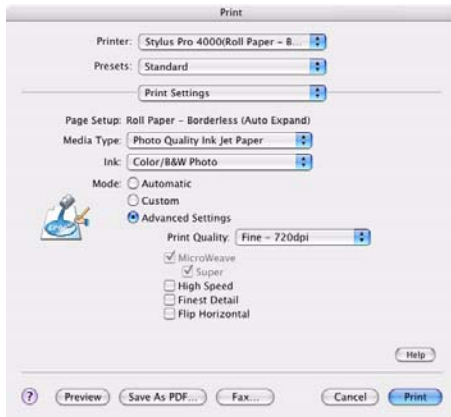 Print
Printer: Stylus Pro 4000(Roll Paper - B...
Presets: Standard
Print Settings
Page Setup: Roll Paper - Borderless (Auto Expand)
Media Type: Photo Quality Ink Jet Paper
Ink: Color/B&W Photo
Mode: Automatic
Custom
Advanced Settings
Print Quality: Fine - 720dpi
MicroWeave
Super
High Speed
Finest Detail
Flip Horizontal
Help
? Preview Save As PDF... Fax... Cancel Print